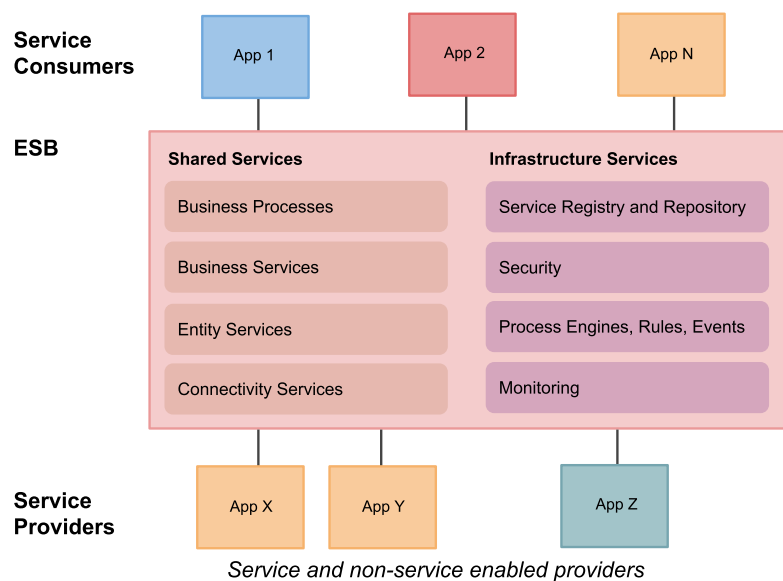 Service
Consumers
App 1
App 2
App N
ESB
Shared Services
Infrastructure Services
Business Processes
Service Registry and Repository
Business Services
Security
Entity Services
Process Engines, Rules, Events
Connectivity Services
Monitoring
Service
Providers
App X
App Y
App Z
Service and non-service enabled providers